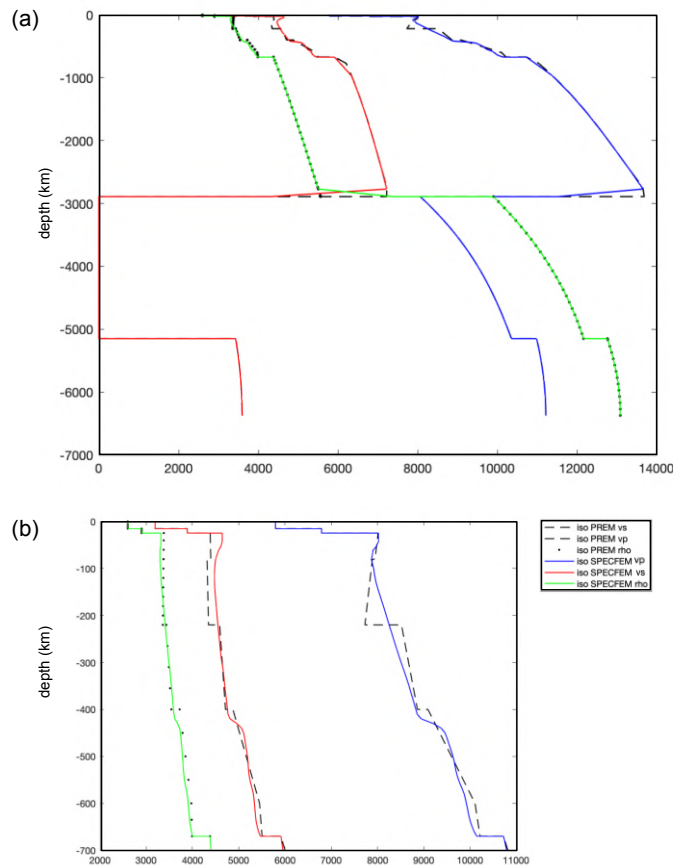 (a)
0
-1000
-2000
-3000
-4000
-5000
-6000
-7000
depth (km)
0 2000 4000 6000 8000 10000 12000 14000
(b)
0
-100
-200
-300
-400
-500
-600
-700
depth (km)
2000 3000 4000 5000 6000 7000 8000 9000 10000 11000
iso PREM vs
iso PREM vp
iso PREM rho
iso SPECFEM vp
iso SPECFEM vs
iso SPECFEM rho